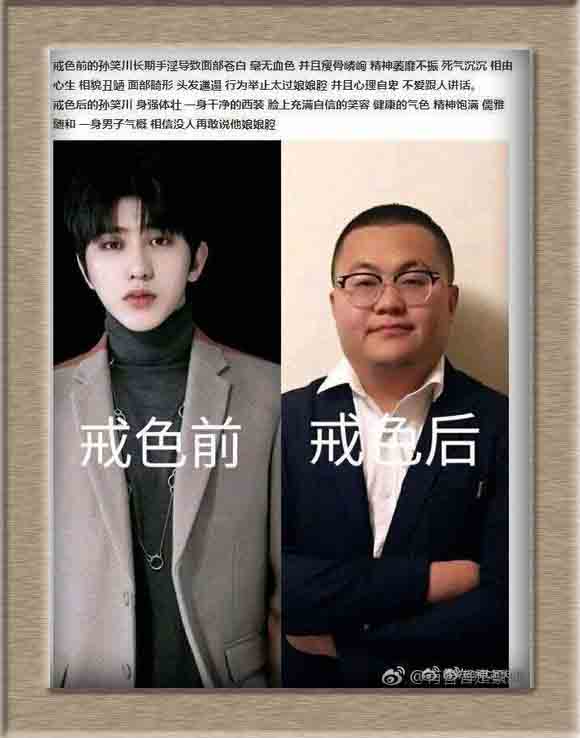 戒色前的孙笑川长期手淫导致面部苍白 毫无血色 并且瘦骨嶙峋 精神萎靡不振 死气沉沉 相由
心生 相貌丑陋 面部畸形 头发邋遢 行为举止太过娘娘腔 并且心理自卑 不爱跟人讲话。
戒色后的孙笑川 身强体壮 一身干净的西装 脸上充满自信的笑容 健康的气色 精神饱满 儒雅
随和 一身男子气概 相信没人再敢说他娘娘腔
戒色前
戒色后